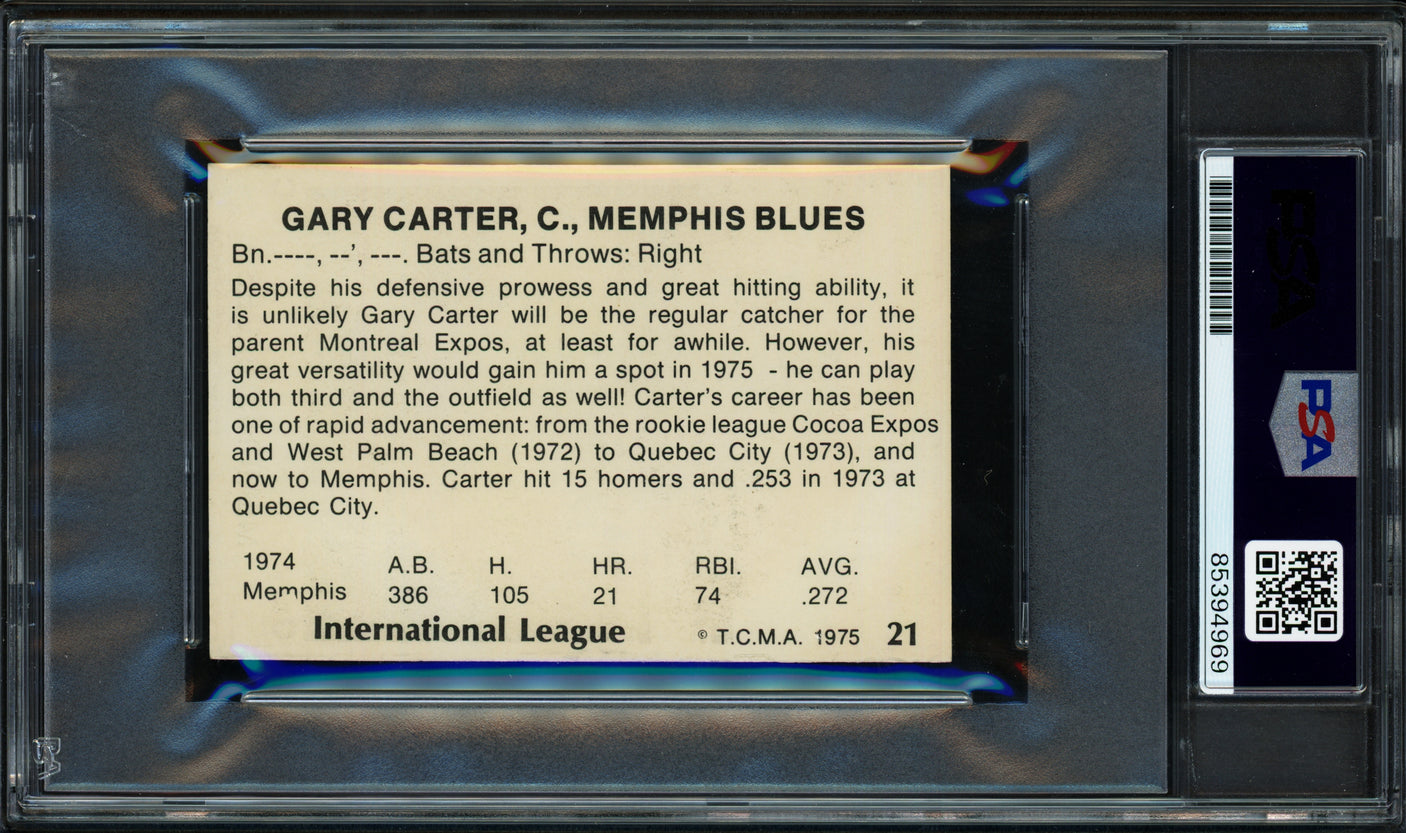 GARY CARTER, C., MEMPHIS BLUES
Bn.----, --’, ---. Bats and Throws: Right
Despite his defensive prowess and great hitting ability, it
is unlikely Gary Carter will be the regular catcher for the
parent Montreal Expos, at least for awhile. However, his
great versatility would gain him a spot in 1975 - he can play
both third and the outfield as well! Carter’s career has been
one of rapid advancement: from the rookie league Cocoa Expos
and West Palm Beach (1972) to Quebec City (1973), and
now to Memphis. Carter hit 15 homers and .253 in 1973 at
Quebec City.
1974 A.B. H. HR. RBI. AVG.
Memphis 386 105 21 74 .272
International League © T.C.M.A. 1975 21
PSA
PSA
85394969
PSA